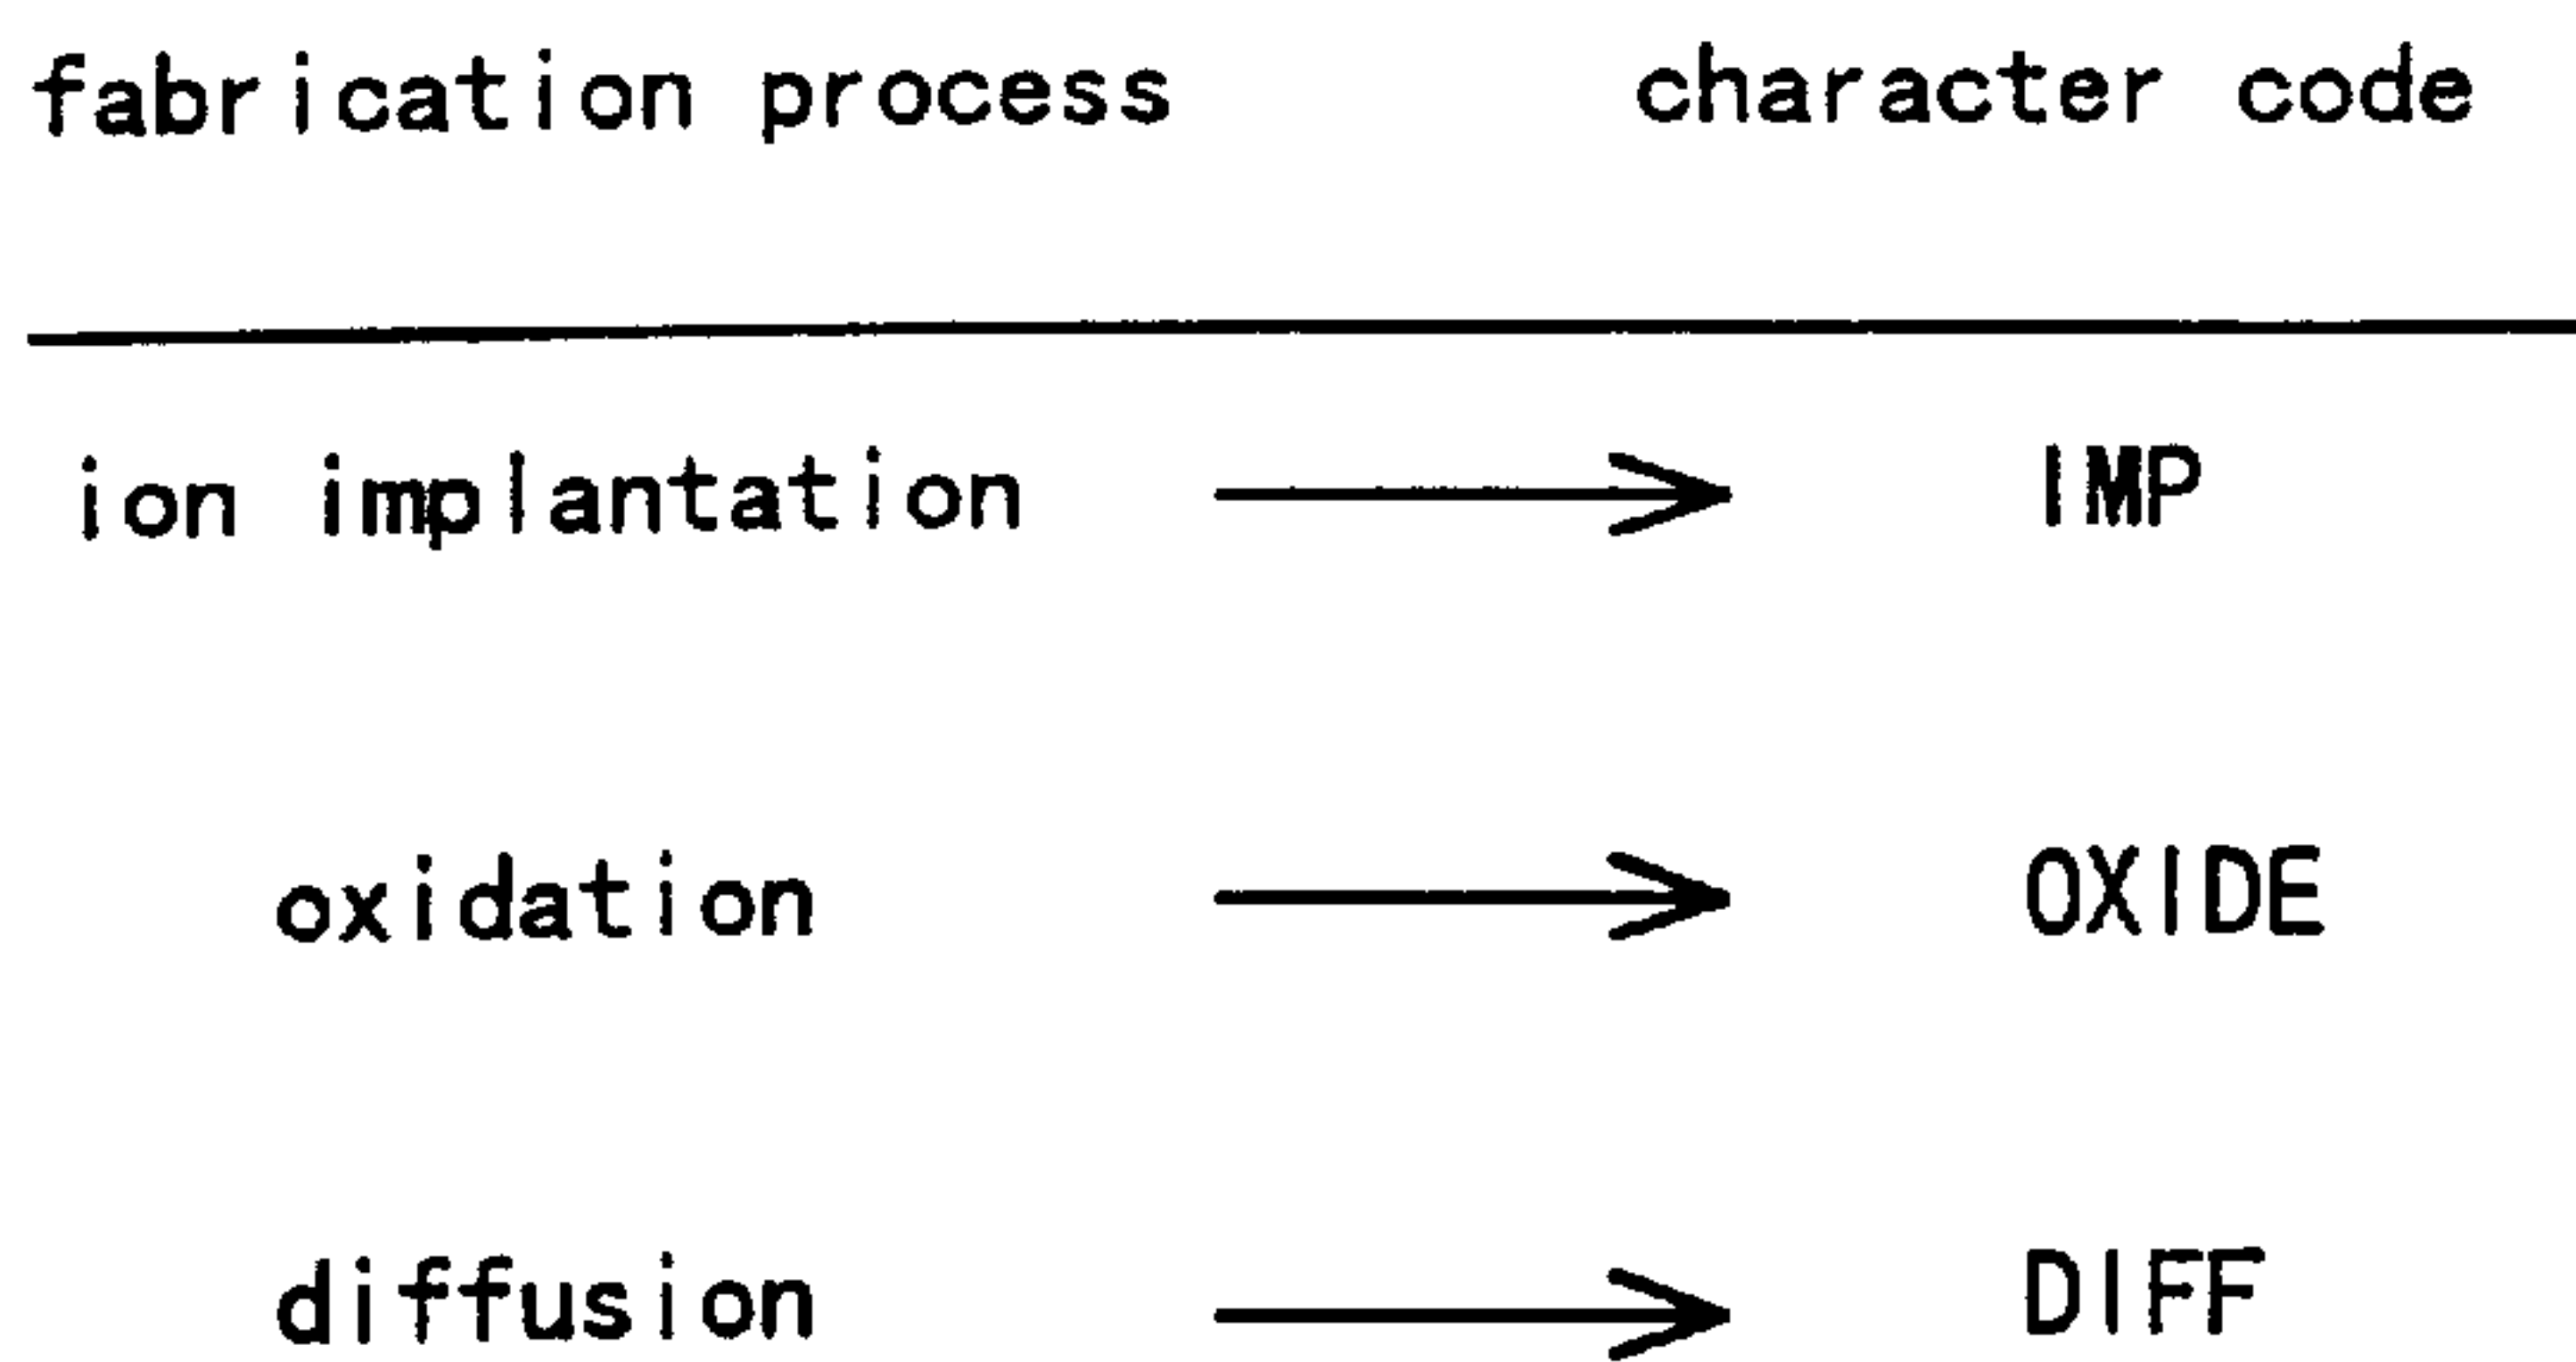 fabrication process character code
ion implantation IMP
oxidation OXIDE
diffusion DIFF